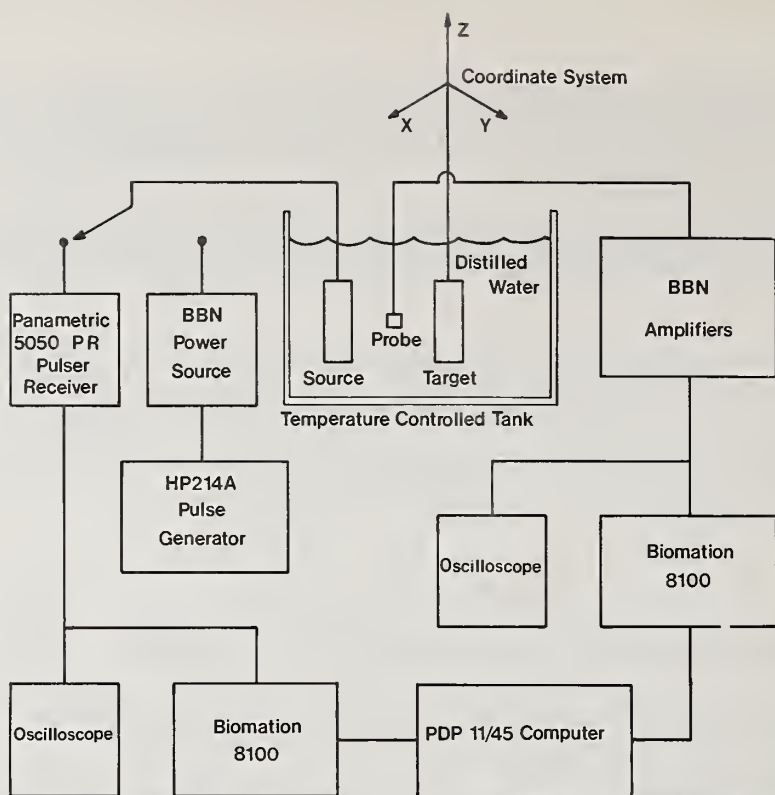 Z
Coordinate System
X
Y
Distilled
Water
Probe
Source
Target
Temperature Controlled Tank
Panametric
5050 PR
Pulser
Receiver
BBN
Power
Source
HP214A
Pulse
Generator
BBN
Amplifiers
Oscilloscope
Biomation
8100
Oscilloscope
Biomation
8100
PDP 11/45 Computer